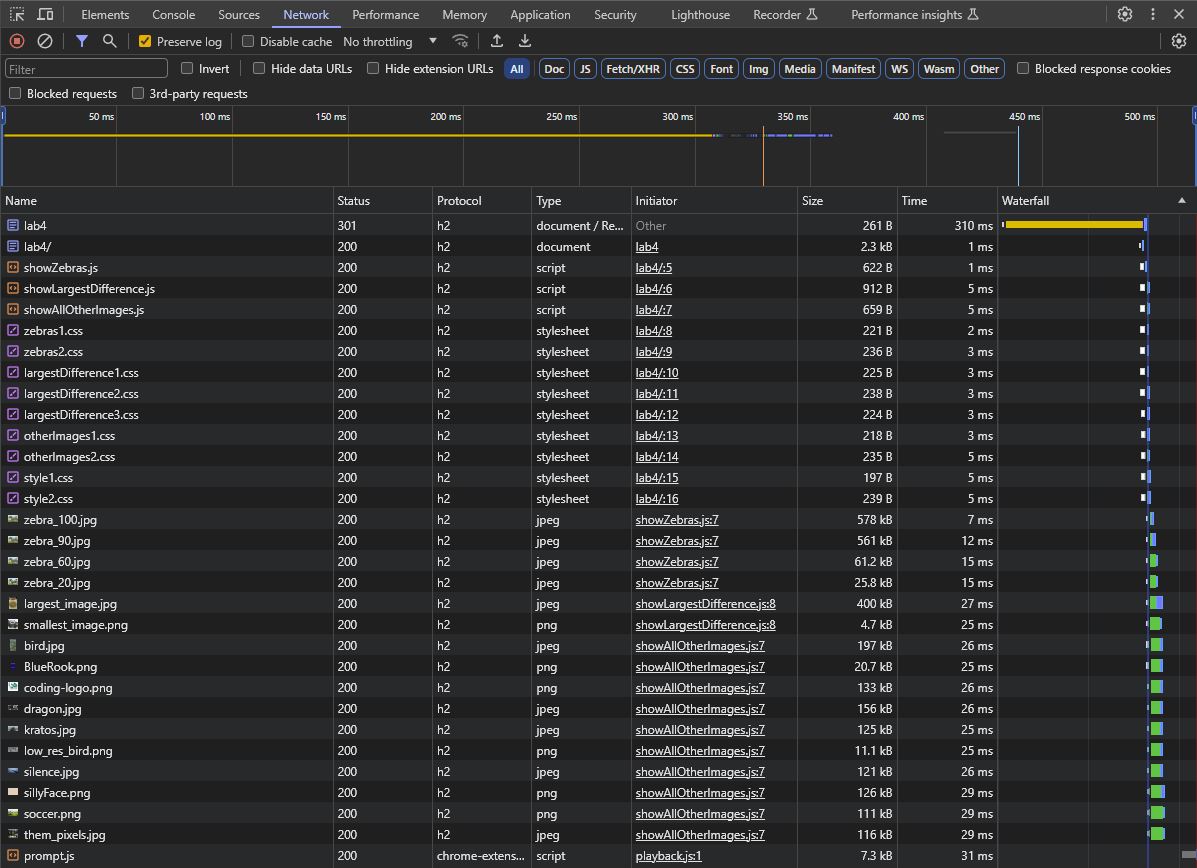 Elements Console Sources Network Performance Memory Application Security Lighthouse Recorder Performance insights
Preserve log Disable cache No throttling
Filter Invert Hide data URLs Hide extension URLs All Doc JS Fetch/XHR CSS Font Img Media Manifest WS Wasm Other Blocked response cookies
Blocked requests 3rd-party requests
50 ms 100 ms 150 ms 200 ms 250 ms 300 ms 350 ms 400 ms 450 ms 500 ms
Name Status Protocol Type Initiator Size Time Waterfall
lab4 301 h2 document / Re... Other 261 B 310 ms
lab4/ 200 h2 document lab4 2.3 kB 1 ms
showZebras.js 200 h2 script lab4/:5 622 B 1 ms
showLargestDifference.js 200 h2 script lab4/:6 912 B 5 ms
showAllOtherImages.js 200 h2 script lab4/:7 659 B 5 ms
zebras1.css 200 h2 stylesheet lab4/:8 221 B 2 ms
zebras2.css 200 h2 stylesheet lab4/:9 236 B 3 ms
largestDifference1.css 200 h2 stylesheet lab4/:10 225 B 3 ms
largestDifference2.css 200 h2 stylesheet lab4/:11 238 B 3 ms
largestDifference3.css 200 h2 stylesheet lab4/:12 224 B 3 ms
otherImages1.css 200 h2 stylesheet lab4/:13 218 B 3 ms
otherImages2.css 200 h2 stylesheet lab4/:14 235 B 5 ms
style1.css 200 h2 stylesheet lab4/:15 197 B 5 ms
style2.css 200 h2 stylesheet lab4/:16 239 B 5 ms
zebra_100.jpg 200 h2 jpeg showZebras.js:7 578 kB 7 ms
zebra_90.jpg 200 h2 jpeg showZebras.js:7 561 kB 12 ms
zebra_60.jpg 200 h2 jpeg showZebras.js:7 61.2 kB 15 ms
zebra_20.jpg 200 h2 jpeg showZebras.js:7 25.8 kB 15 ms
largest_image.jpg 200 h2 jpeg showLargestDifference.js:8 400 kB 27 ms
smallest_image.png 200 h2 png showLargestDifference.js:8 4.7 kB 25 ms
bird.jpg 200 h2 jpeg showAllOtherImages.js:7 197 kB 26 ms
BlueRook.png 200 h2 png showAllOtherImages.js:7 20.7 kB 25 ms
coding-logo.png 200 h2 png showAllOtherImages.js:7 133 kB 26 ms
dragon.jpg 200 h2 jpeg showAllOtherImages.js:7 156 kB 26 ms
kratos.jpg 200 h2 jpeg showAllOtherImages.js:7 125 kB 25 ms
low_res_bird.png 200 h2 png showAllOtherImages.js:7 11.1 kB 25 ms
silence.jpg 200 h2 jpeg showAllOtherImages.js:7 121 kB 26 ms
sillyFace.png 200 h2 png showAllOtherImages.js:7 126 kB 29 ms
soccer.png 200 h2 png showAllOtherImages.js:7 111 kB 29 ms
them_pixels.jpg 200 h2 jpeg showAllOtherImages.js:7 116 kB 29 ms
prompt.js 200 chrome-extens... script playback.js:1 7.3 kB 31 ms